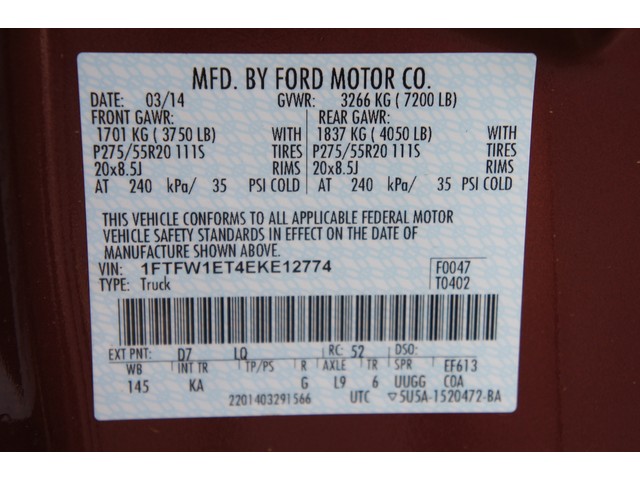 MFD. BY FORD MOTOR CO.
DATE: 03/14 GVWR: 3266 KG ( 7200 LB)
FRONT GAWR: REAR GAWR:
1701 KG ( 3750 LB) WITH 1837 KG ( 4050 LB) WITH
P275/55R20 111S TIRES P275/55R20 111S TIRES
20x8.5J RIMS 20x8.5J RIMS
AT 240 kPa/ 35 PSI COLD AT 240 kPa/ 35 PSI COLD
THIS VEHICLE CONFORMS TO ALL APPLICABLE FEDERAL MOTOR
VEHICLE SAFETY STANDARDS IN EFFECT ON THE DATE OF
MANUFACTURE SHOWN ABOVE.
VIN: 1FTFW1ET4EKE12774 F0047
TYPE: Truck T0402
EXT PNT: D7 LQ RC: 52 DSO:
WB INT TR TP/PS R AXLE TR SPR EF613
145 KA G L9 6 UUGG COA
2201403291566 UTC ▽5U5A-1520472-BA